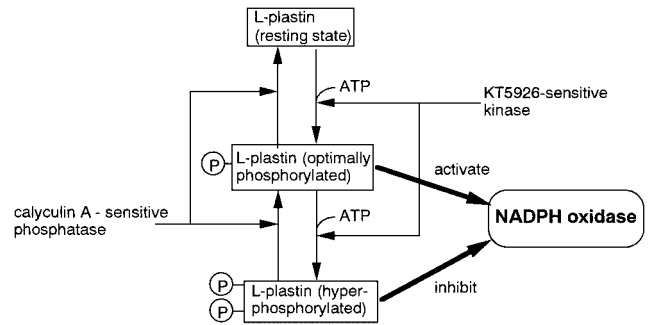 L-plastin
(resting state)
ATP
KT5926-sensitive
kinase
P
L-plastin (optimally
phosphorylated)
activate
calyculin A - sensitive
phosphatase
ATP
NADPH oxidase
P
P
L-plastin (hyper-
phosphorylated)
inhibit